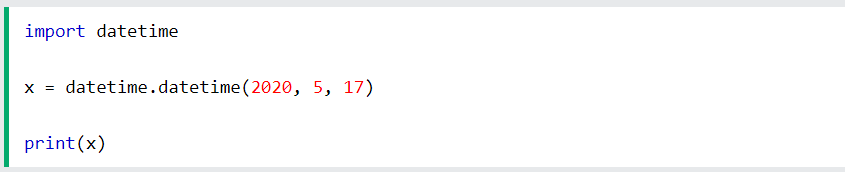 import datetime
x = datetime.datetime(2020, 5, 17)
print(x)